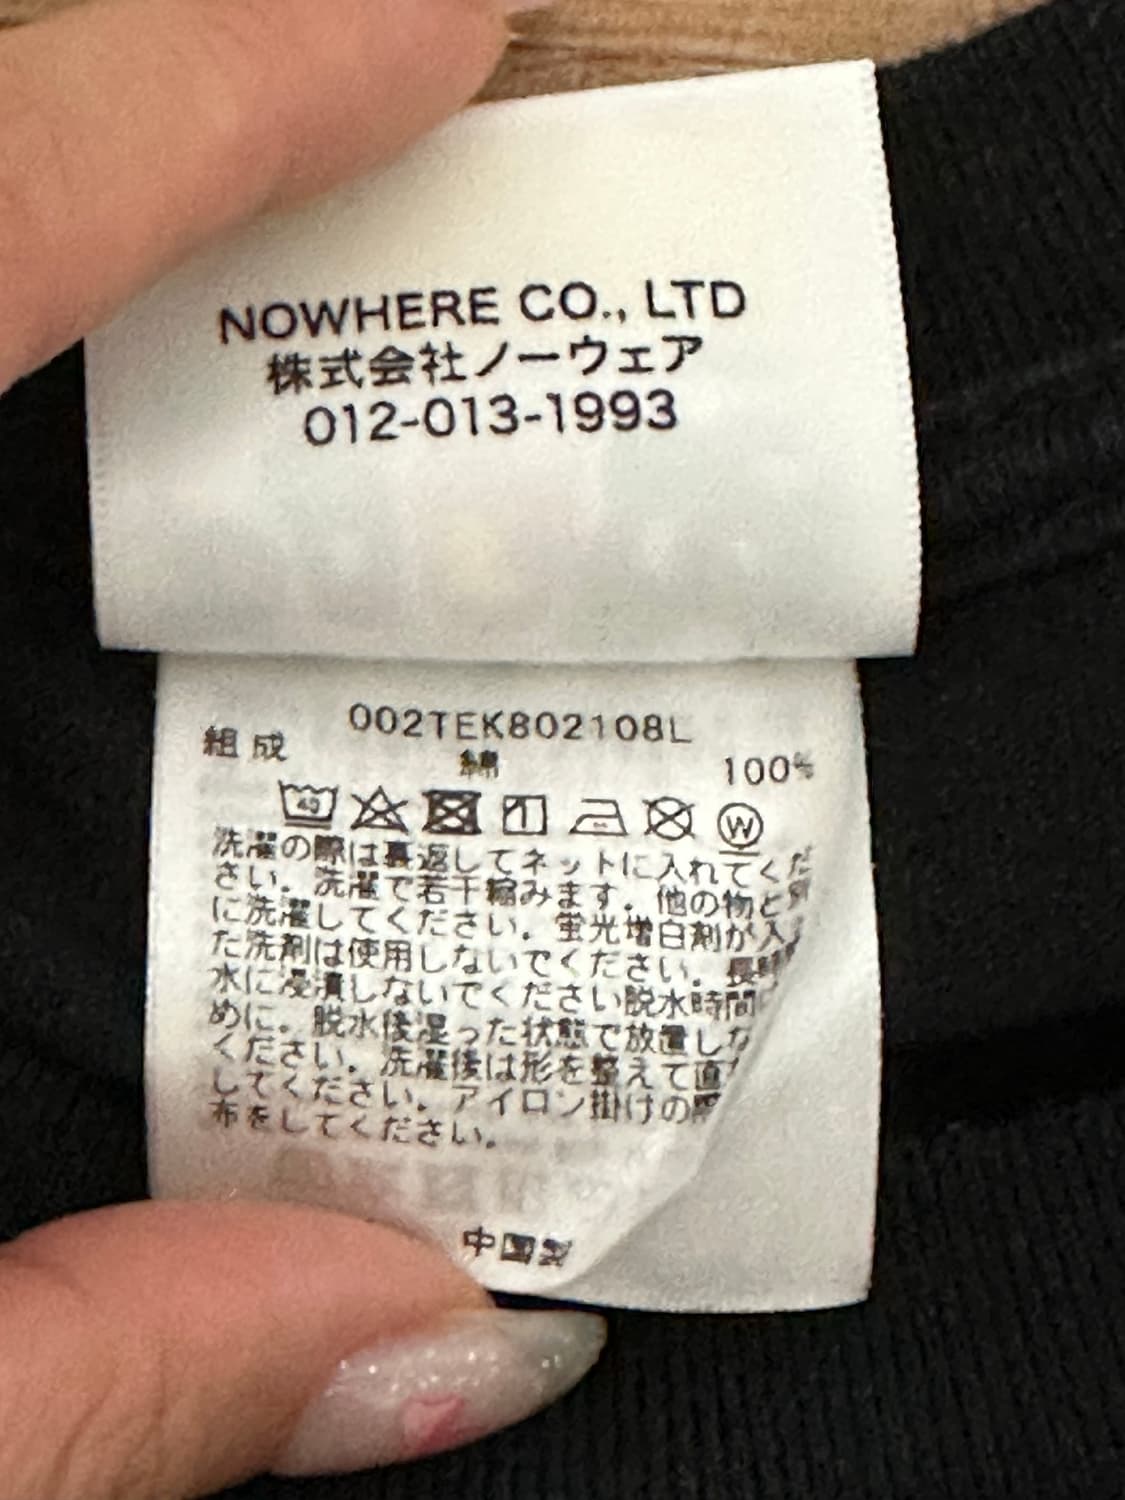 NOWHERE CO., LTD
株式会社ノーウェア
012-013-1993
002TEK802108L
組成
綿 100%
40
W
洗濯の際は裏返してネットに入れてくだ
さい。洗濯で若干縮みます。他の物と別
に洗濯してください。蛍光増白剤が入
た洗剤は使用しないでください。長時
水に浸漬しないでください脱水時間
めに。脱水後湿った状態で放置しな
ください。洗濯後は形を整えて直
してください。アイロン掛けの際
布をしてください。
中国製